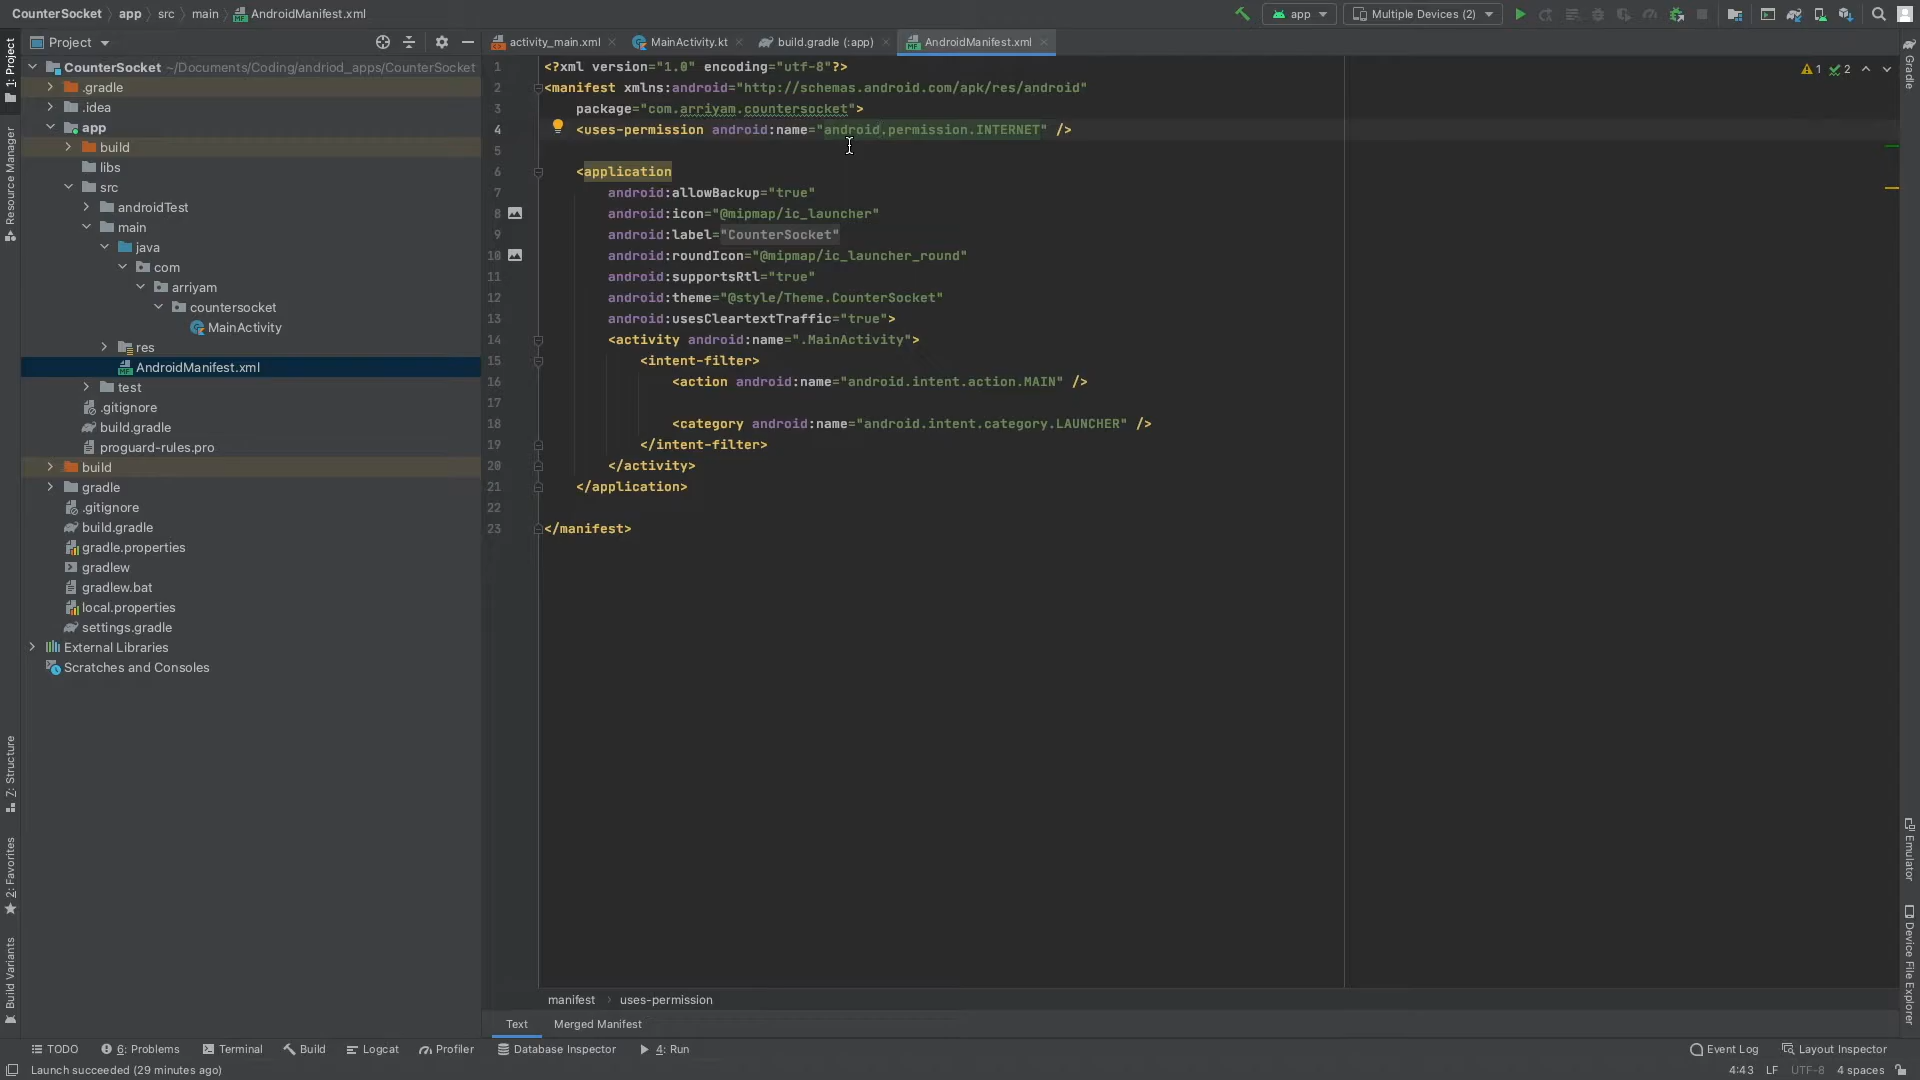 CounterSocket app src main AndroidManifest.xml
app
Multiple Devices (2)
Project
activity_main.xml
MainActivity.kt
build.gradle (:app)
AndroidManifest.xml
1: Project
Resource Manager
Z: Structure
2: Favorites
Build Variants
Gradle
Emulator
Device File Explorer
CounterSocket ~/Documents/Coding/andriod_apps/CounterSocket
.gradle
.idea
app
build
libs
src
androidTest
main
java
com
arriyam
countersocket
MainActivity
res
AndroidManifest.xml
test
.gitignore
build.gradle
proguard-rules.pro
build
gradle
.gitignore
build.gradle
gradle.properties
gradlew
gradlew.bat
local.properties
settings.gradle
External Libraries
Scratches and Consoles
1 2
1 <?xml version="1.0" encoding="utf-8"?>
2 <manifest xmlns:android="http://schemas.android.com/apk/res/android"
3 package="com.arriyam.countersocket">
4 <uses-permission android:name="android.permission.INTERNET" />
5
6 <application
7 android:allowBackup="true"
8 android:icon="@mipmap/ic_launcher"
9 android:label="CounterSocket"
10 android:roundIcon="@mipmap/ic_launcher_round"
11 android:supportsRtl="true"
12 android:theme="@style/Theme.CounterSocket"
13 android:usesCleartextTraffic="true">
14 <activity android:name=".MainActivity">
15 <intent-filter>
16 <action android:name="android.intent.action.MAIN" />
17
18 <category android:name="android.intent.category.LAUNCHER" />
19 </intent-filter>
20 </activity>
21 </application>
22
23 </manifest>
manifest › uses-permission
Text Merged Manifest
TODO 6: Problems Terminal Build Logcat Profiler Database Inspector 4: Run Event Log Layout Inspector
Launch succeeded (29 minutes ago) 4:43 LF UTF-8 4 spaces